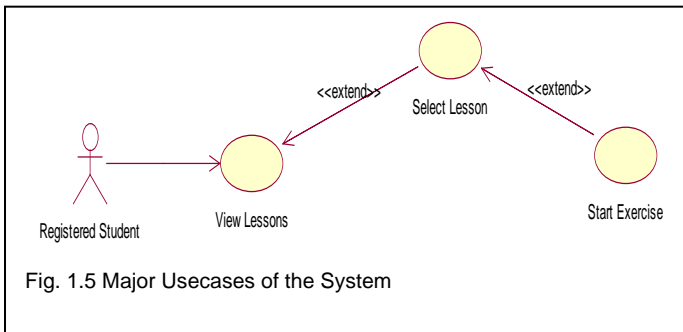 <<extend>>
<<extend>>
Select Lesson
Registered Student
View Lessons
Start Exercise
Fig. 1.5 Major Usecases of the System